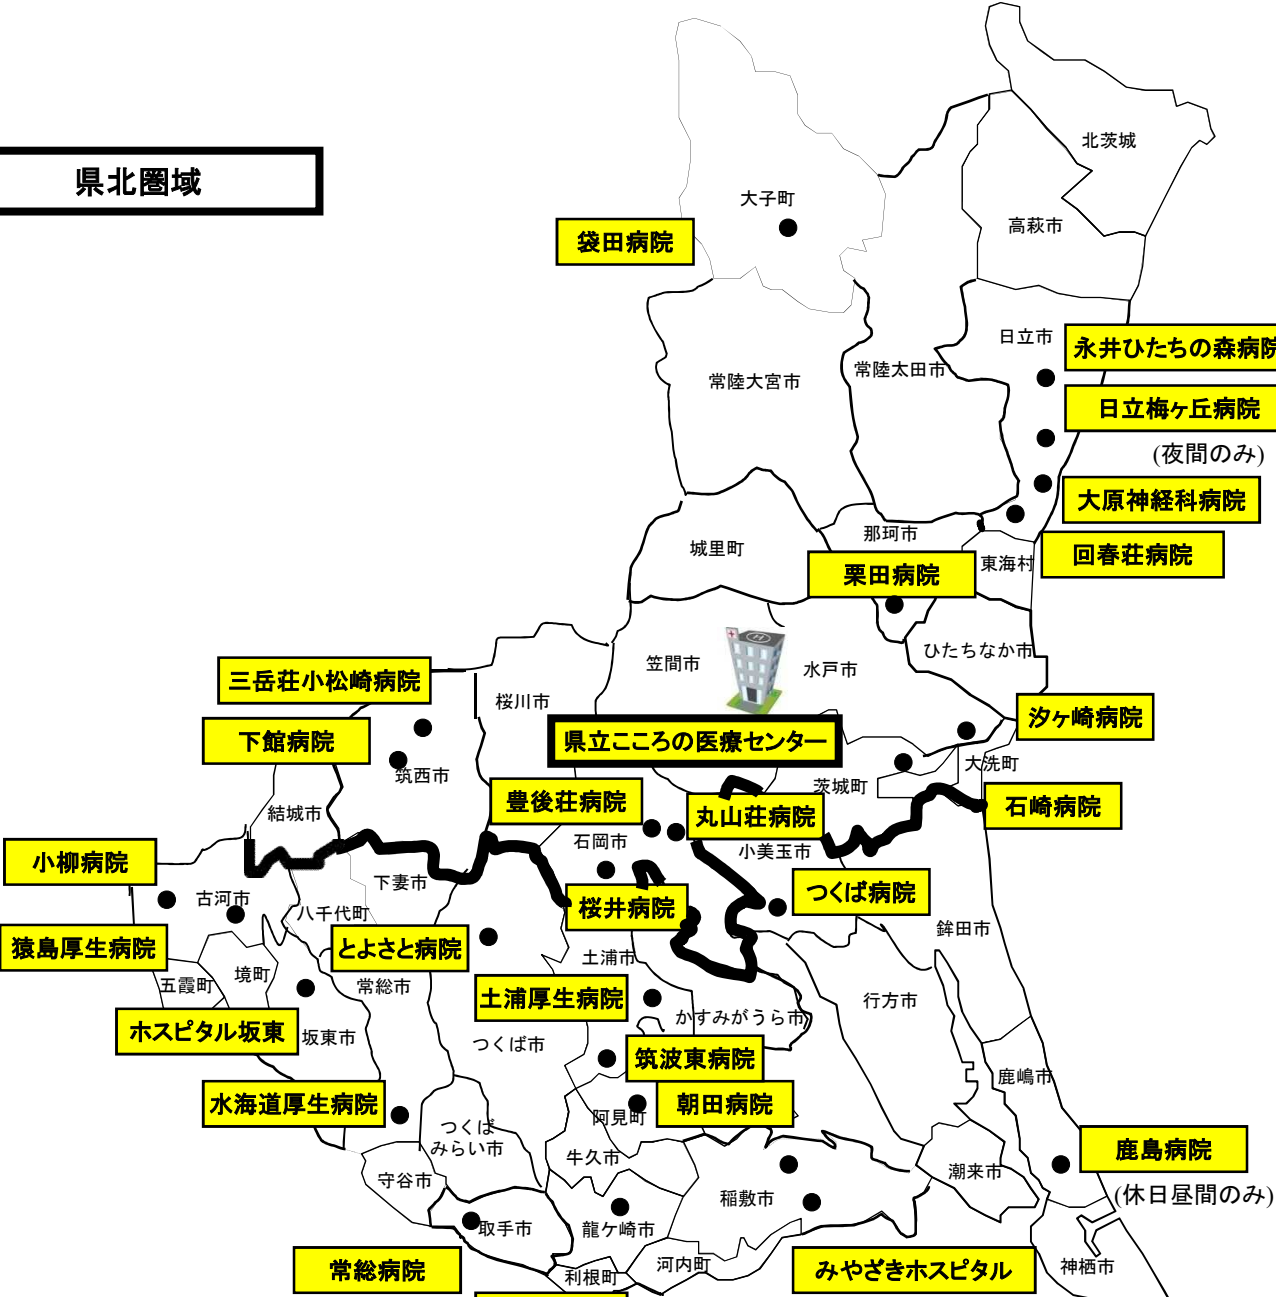 北茨城
県北圏域
大子町
高萩市
袋田病院
日立市
永井ひたちの森病院
常陸太田市
常陸大宮市
日立梅ヶ丘病院
(夜間のみ)
大原神経科病院
那珂市
城里町
回春荘病院
東海村
栗田病院
ひたちなか市
笠間市
水戸市
三岳荘小松崎病院
桜川市
汐ヶ崎病院
下館病院
県立こころの医療センター
大洗町
筑西市
茨城町
豊後荘病院
石崎病院
結城市
丸山荘病院
石岡市
小美玉市
小柳病院
下妻市
つくば病院
古河市
桜井病院
八千代町
鉾田市
猿島厚生病院
とよさと病院
土浦市
境町
五霞町
常総市
土浦厚生病院
行方市
かすみがうら市
ホスピタル坂東
坂東市
つくば市
筑波東病院
鹿嶋市
水海道厚生病院
朝田病院
阿見町
つくば
みらい市
鹿島病院
牛久市
潮来市
守谷市
(休日昼間のみ)
稲敷市
取手市
龍ケ崎市
河内町
神栖市
常総病院
利根町
みやざきホスピタル